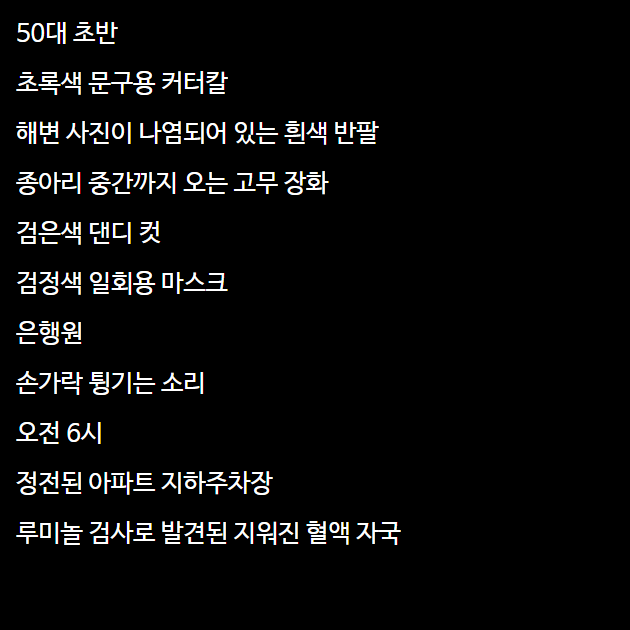 50대 초반
초록색 문구용 커터칼
해변 사진이 나염되어 있는 흰색 반팔
종아리 중간까지 오는 고무 장화
검은색 댄디 컷
검정색 일회용 마스크
은행원
손가락 튕기는 소리
오전 6시
정전된 아파트 지하주차장
루미놀 검사로 발견된 지워진 혈액 자국